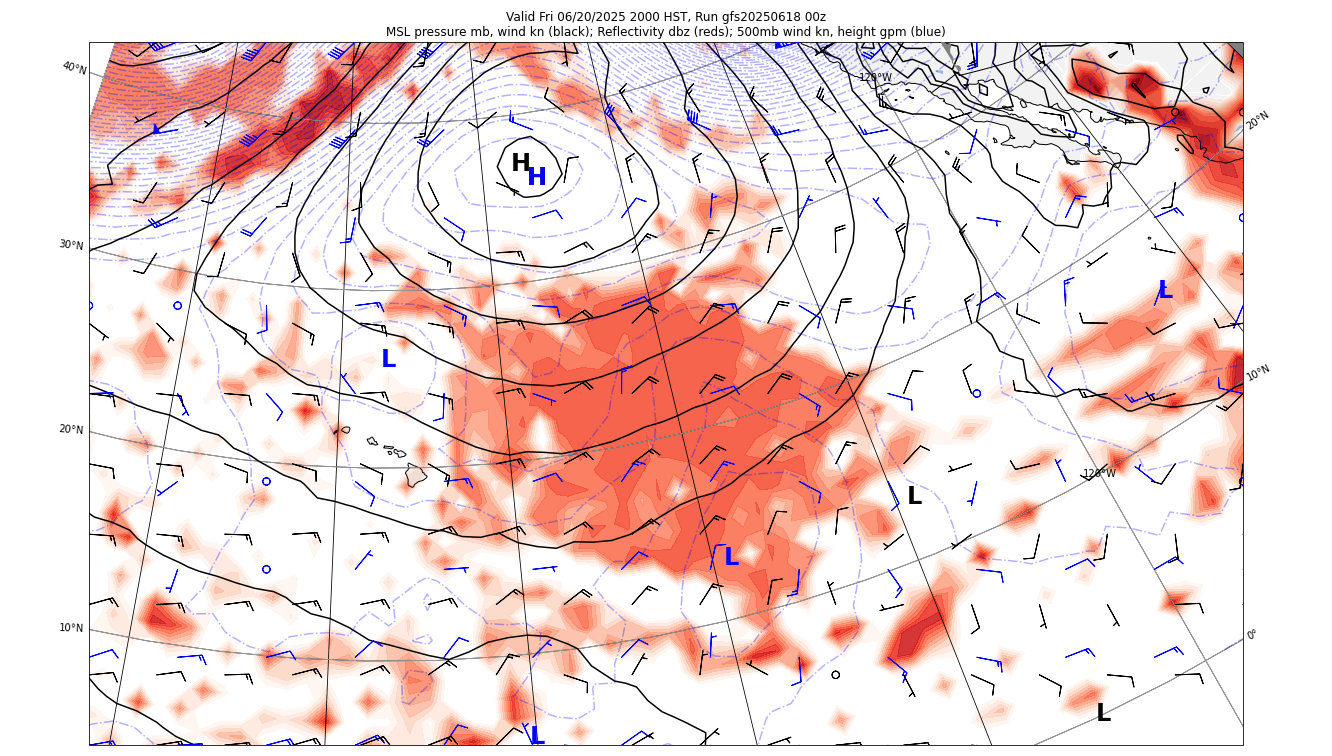 Valid Fri 06/20/2025 2000 HST, Run gfs20250618 00z
MSL pressure mb, wind kn (black); Reflectivity dbz (reds); 500mb wind kn, height gpm (blue)
40°N
120°W
20°N
H
H
30°N
L
L
10°N
20°N
120°W
L
L
10°N
0°
L
L